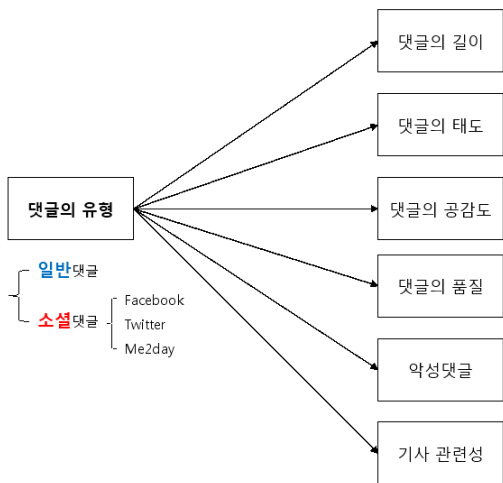 댓글의 길이
댓글의 태도
댓글의 유형
댓글의 공감도
일반댓글
소셜댓글
Facebook
Twitter
Me2day
댓글의 품질
악성댓글
기사 관련성